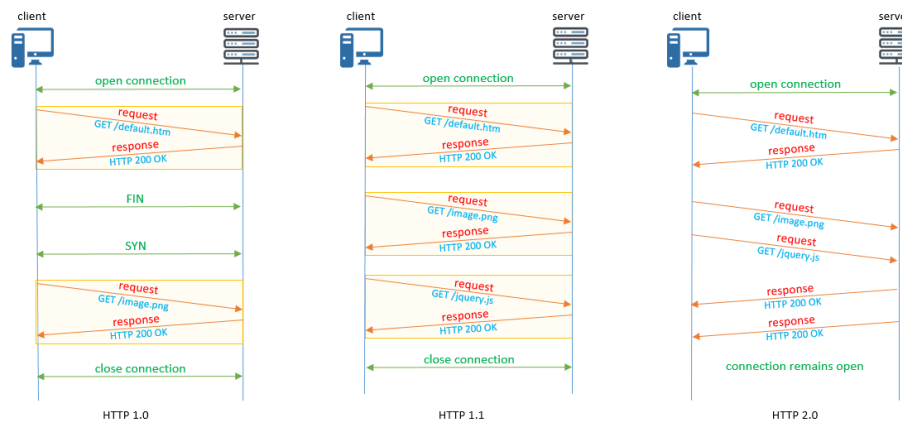 client
server
open connection
request
GET /default.htm
response
HTTP 200 OK
FIN
SYN
request
GET /image.png
response
HTTP 200 OK
close connection
HTTP 1.0
client
server
open connection
request
GET /default.htm
response
HTTP 200 OK
request
GET /image.png
response
HTTP 200 OK
request
GET /jquery.js
response
HTTP 200 OK
close connection
HTTP 1.1
client
serve
open connection
request
GET /default.htm
response
HTTP 200 OK
request
GET /image.png
request
GET /jquery.js
response
HTTP 200 OK
response
HTTP 200 OK
connection remains open
HTTP 2.0